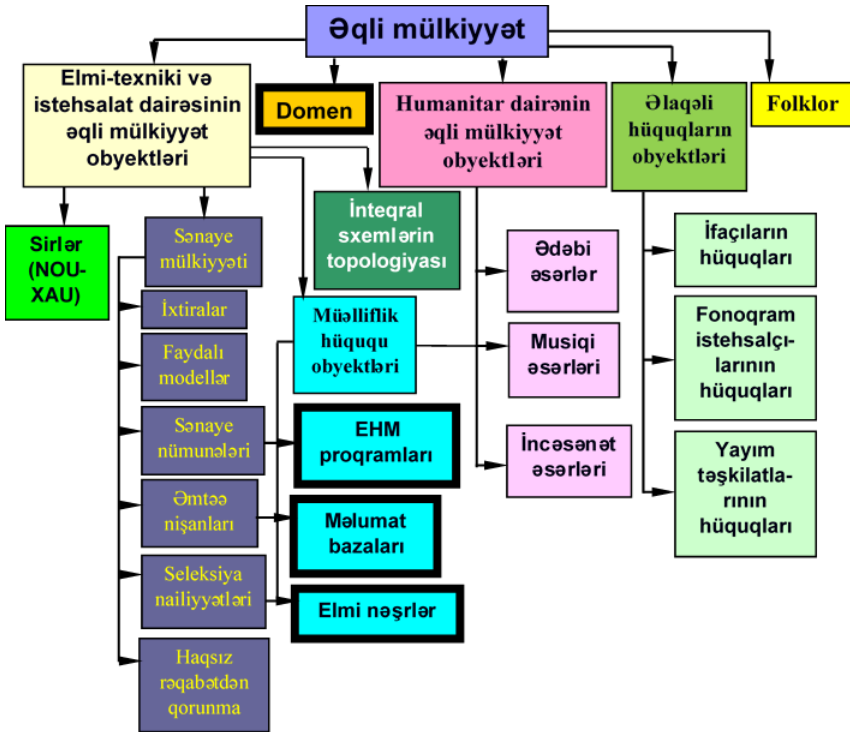 Əqli mülkiyyət
Elmi-texniki və
istehsalat dairəsinin
əqli mülkiyyət
obyektləri
Domen
Humanitar dairənin
əqli mülkiyyət
obyektləri
Əlaqəli
hüquqların
obyektləri
Folklor
Sirlər
(NOU-
XAU)
Sənaye
mülkiyyəti
İxtiralar
Faydalı
modellər
Sənaye
nümunələri
Əmtəə
nişanları
Seleksiya
nailiyyətləri
Haqsız
rəqabətdən
qorunma
İnteqral
sxemlərin
topologiyası
Müəlliflik
hüququ
obyektləri
EHM
proqramları
Məlumat
bazaları
Elmi nəşrlər
Ədəbi
əsərlər
Musiqi
əsərləri
İncəsənət
əsərləri
İfaçıların
hüquqları
Fonoqram
istehsalçı-
larının
hüquqları
Yayım
təşkilatla-
rının
hüquqları